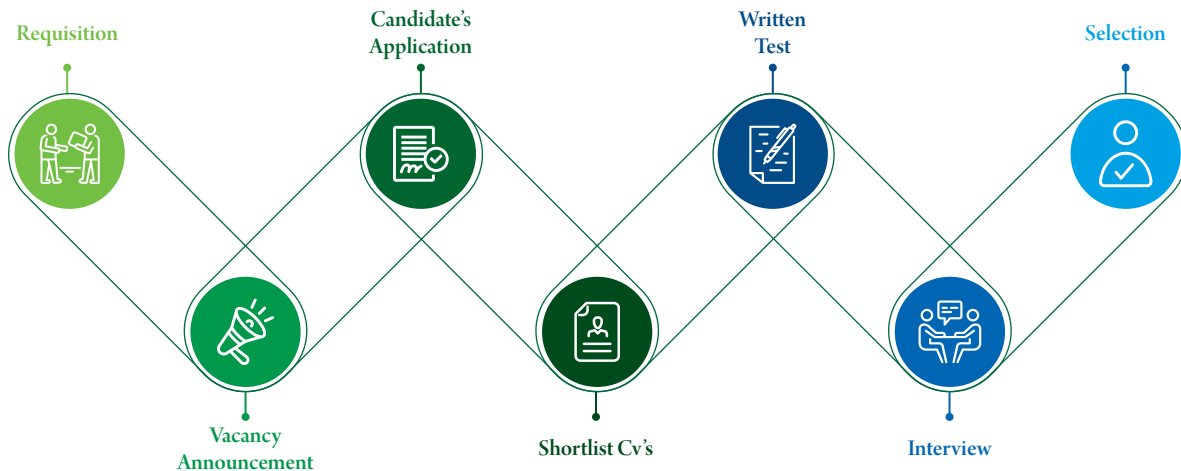 Requisition
Vacancy
Announcement
Candidate's
Application
Shortlist Cv's
Written
Test
Interview
Selection